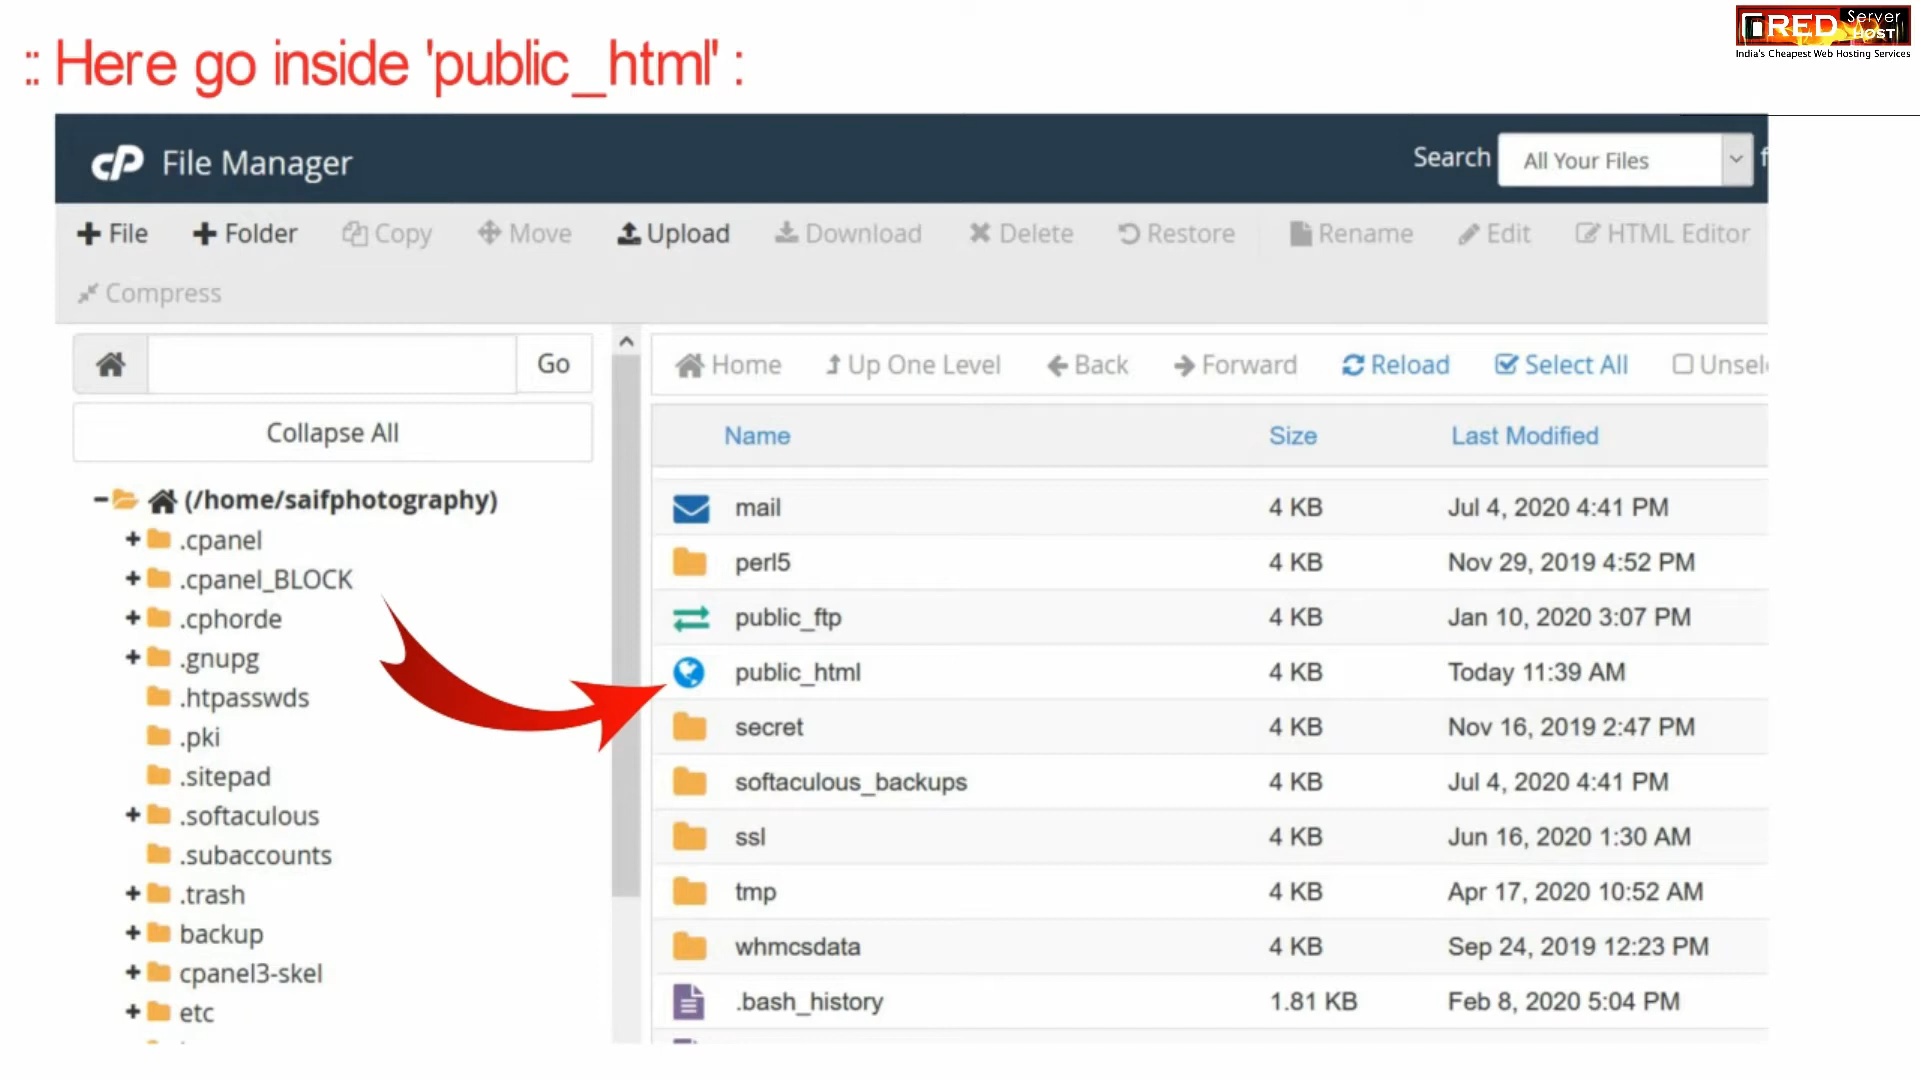 :: Here go inside 'public_html' :
RED Server HOST
India's Cheapest Web Hosting Services
cP File Manager
Search All Your Files f
File Folder Copy Move Upload Download Delete Restore Rename Edit HTML Editor
Compress
Go
Home Up One Level Back Forward Reload Select All Unsele
Collapse All
Name Size Last Modified
(/home/saifphotography)
.cpanel
.cpanel_BLOCK
.cphorde
.gnupg
.htpasswds
.pki
.sitepad
.softaculous
.subaccounts
.trash
backup
cpanel3-skel
etc
mail 4 KB Jul 4, 2020 4:41 PM
perl5 4 KB Nov 29, 2019 4:52 PM
public_ftp 4 KB Jan 10, 2020 3:07 PM
public_html 4 KB Today 11:39 AM
secret 4 KB Nov 16, 2019 2:47 PM
softaculous_backups 4 KB Jul 4, 2020 4:41 PM
ssl 4 KB Jun 16, 2020 1:30 AM
tmp 4 KB Apr 17, 2020 10:52 AM
whmcsdata 4 KB Sep 24, 2019 12:23 PM
.bash_history 1.81 KB Feb 8, 2020 5:04 PM